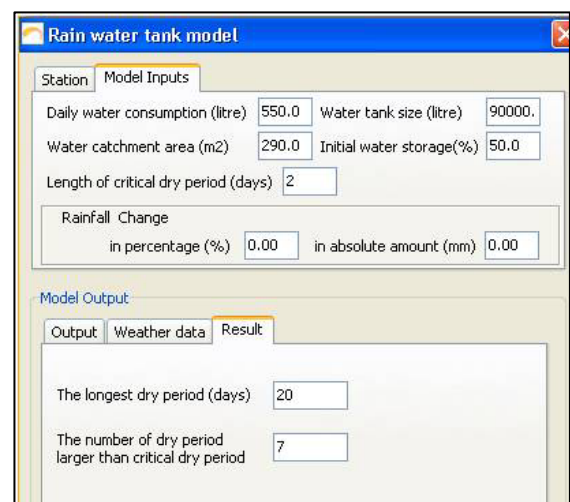 Rain water tank model
Station Model Inputs
Daily water consumption (litre) 550.0 Water tank size (litre) 90000.
Water catchment area (m2) 290.0 Initial water storage(%) 50.0
Length of critical dry period (days) 2
Rainfall Change
in percentage (%) 0.00 in absolute amount (mm) 0.00
Model Output
Output Weather data Result
The longest dry period (days) 20
The number of dry period
larger than critical dry period 7